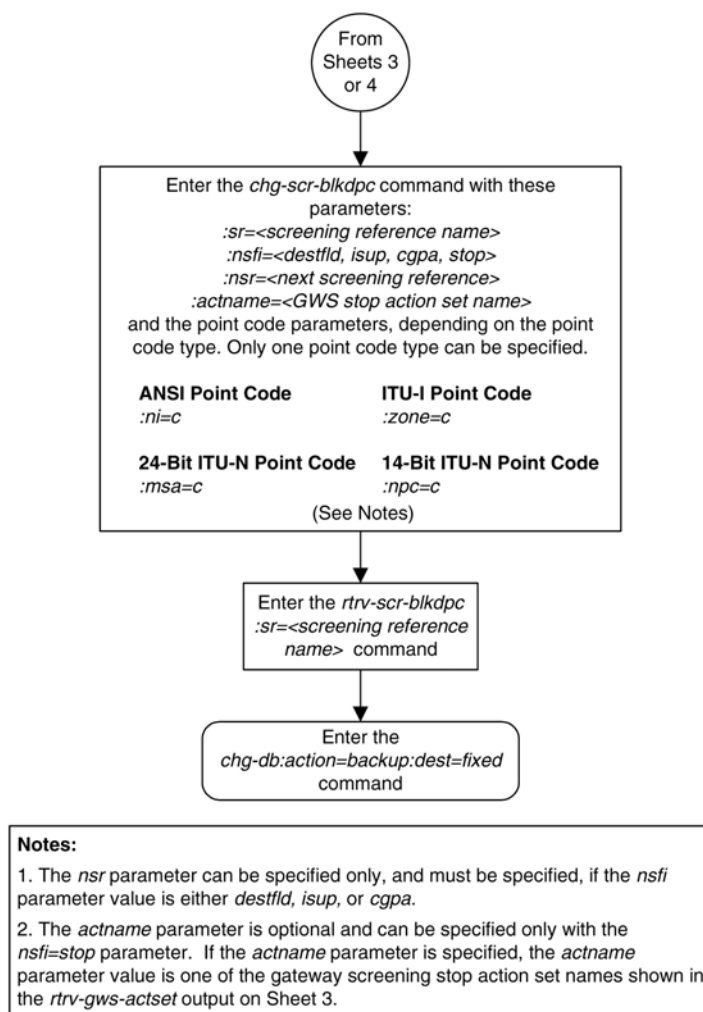 From
Sheets 3
or 4
Enter the chg-scr-blkdpc command with these
parameters:
:sr=<screening reference name>
:nsfi=<destfld, isup, cgpa, stop>
:nsr=<next screening reference>
:actname=<GWS stop action set name>
and the point code parameters, depending on the point
code type. Only one point code type can be specified.
ANSI Point Code
:ni=c
ITU-I Point Code
:zone=c
24-Bit ITU-N Point Code
:msa=c
14-Bit ITU-N Point Code
:npc=c
(See Notes)
Enter the rtrv-scr-blkdpc
:sr=<screening reference
name> command
Enter the
chg-db:action=backup:dest=fixed
command
Notes:
1. The nsr parameter can be specified only, and must be specified, if the nsfi
parameter value is either destfld, isup, or cgpa.
2. The actname parameter is optional and can be specified only with the
nsfi=stop parameter. If the actname parameter is specified, the actname
parameter value is one of the gateway screening stop action set names shown in
the rtrv-gws-actset output on Sheet 3.